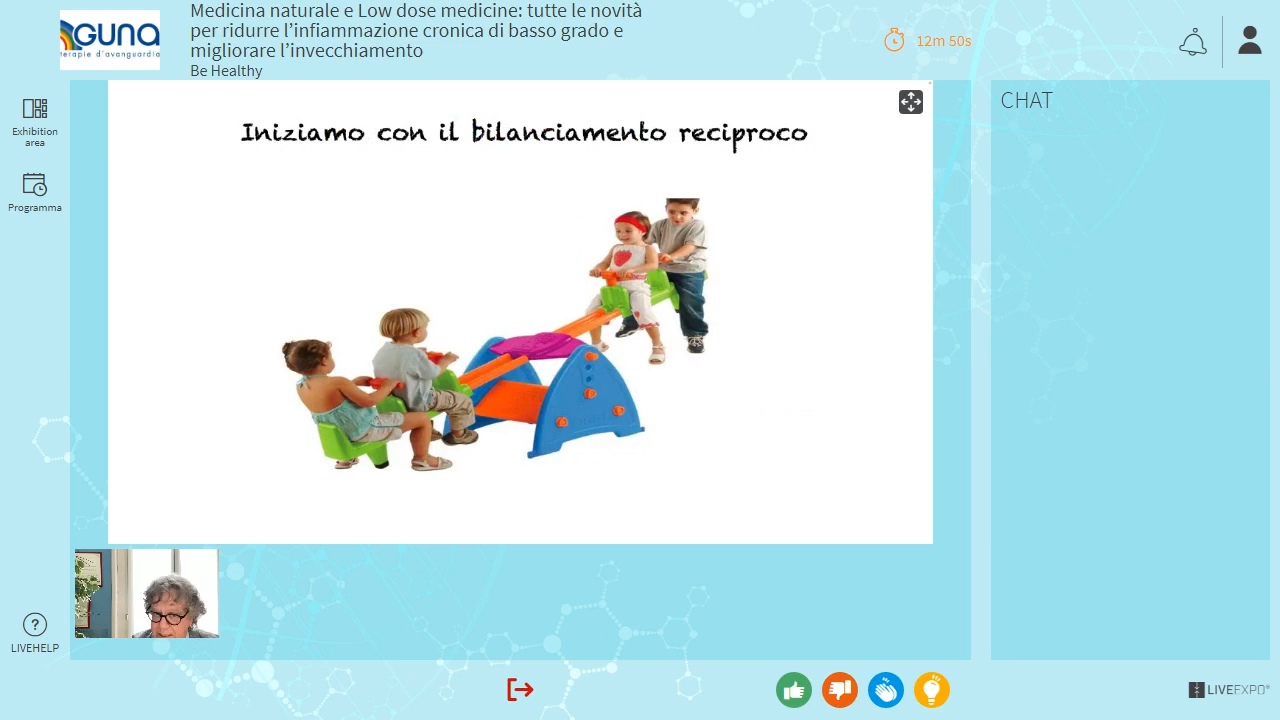 GUNA
terapie d'avanguardia
Medicina naturale e Low dose medicine: tutte le novità
per ridurre l'infiammazione cronica di basso grado e
migliorare l'invecchiamento
Be Healthy
12m 50s
Exhibition
area
Programma
Iniziamo con il bilanciamento reciproco
CHAT
?
LIVEHELP
LIVEEXPO